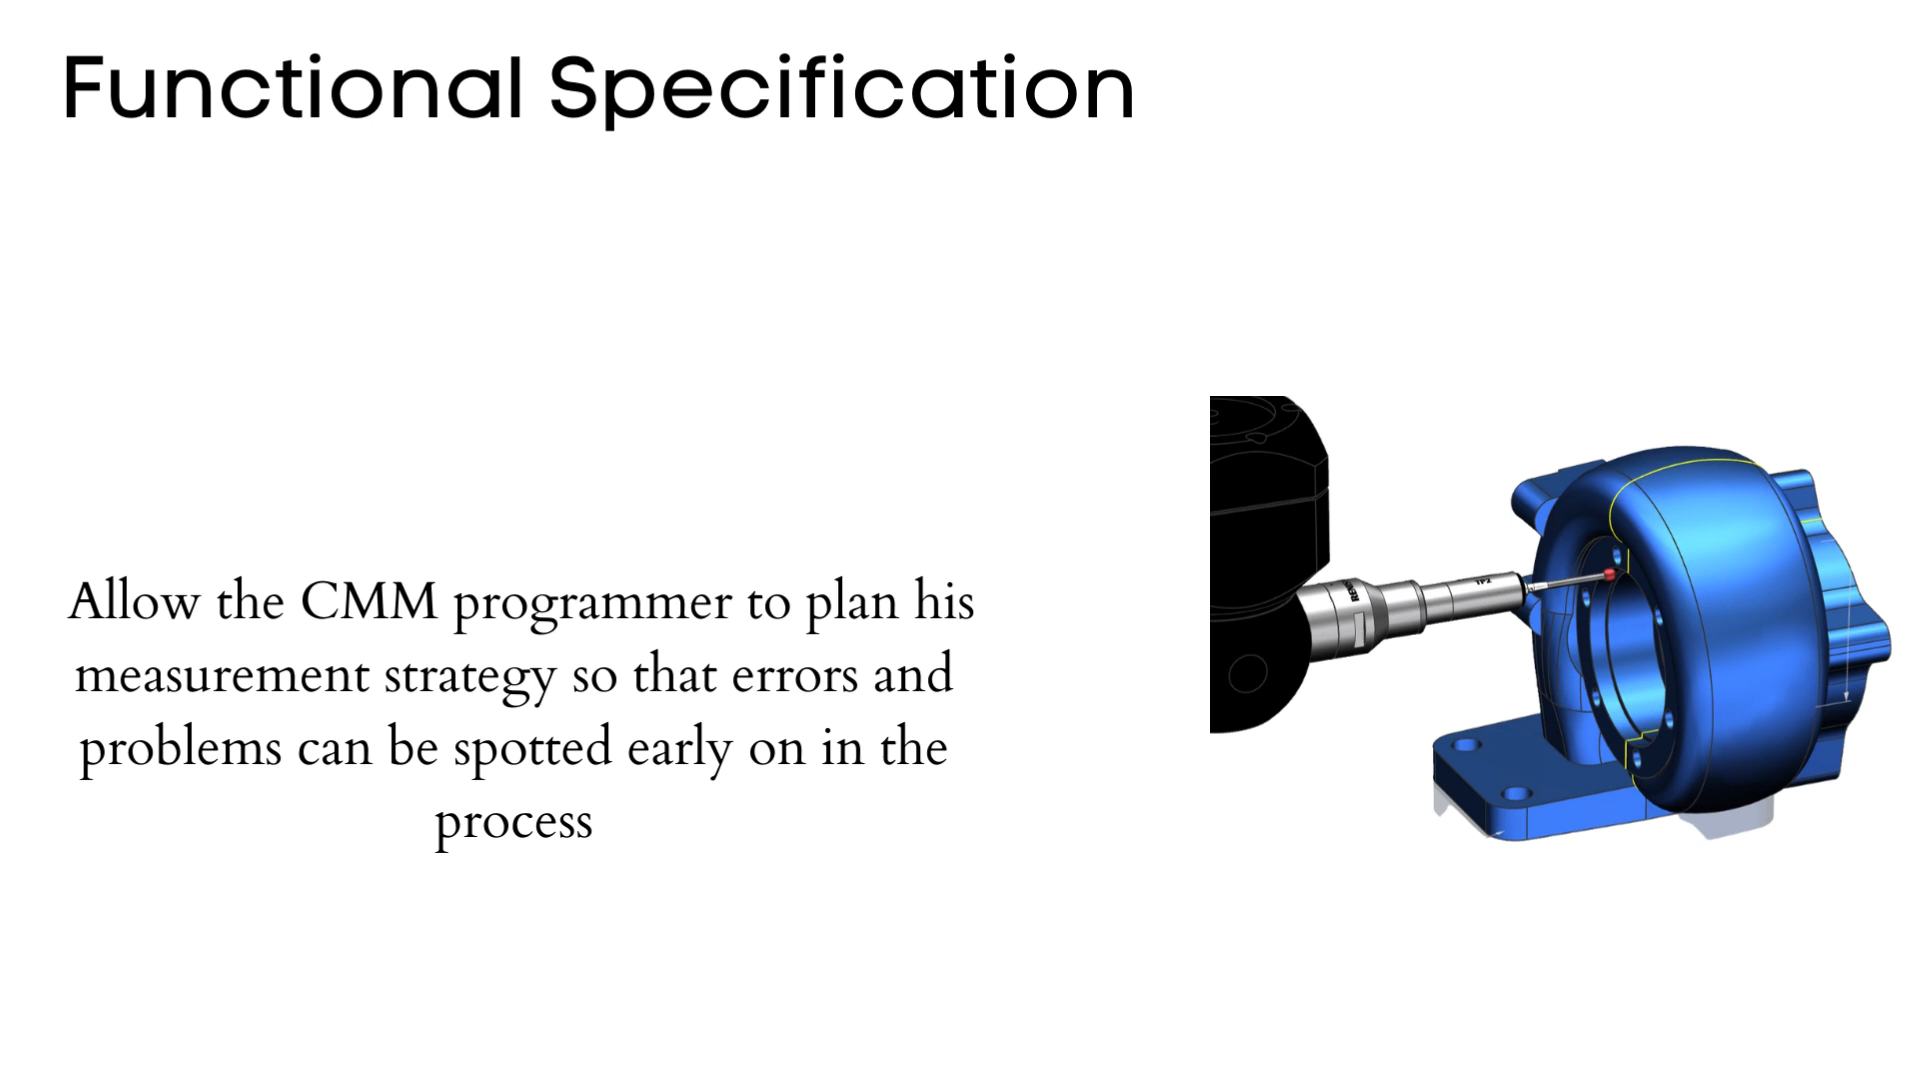 Functional Specification
Allow the CMM programmer to plan his
measurement strategy so that errors and
problems can be spotted early on in the
process
TP2